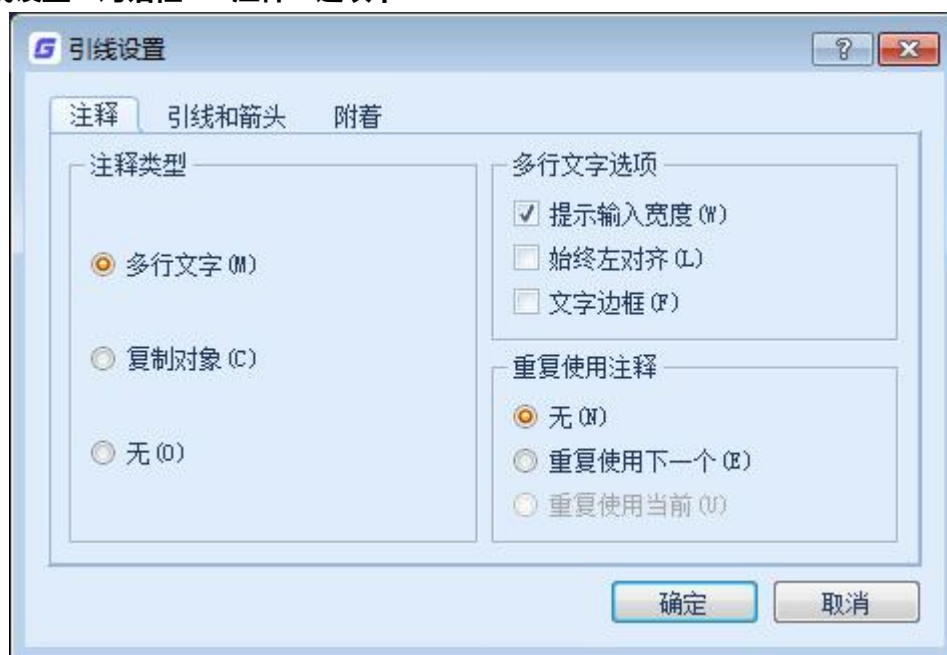 引线设置
注释 引线和箭头 附着
注释类型
多行文字(M)
复制对象(C)
无(O)
多行文字选项
提示输入宽度(W)
始终左对齐(L)
文字边框(F)
重复使用注释
无(N)
重复使用下一个(E)
重复使用当前(U)
确定 取消